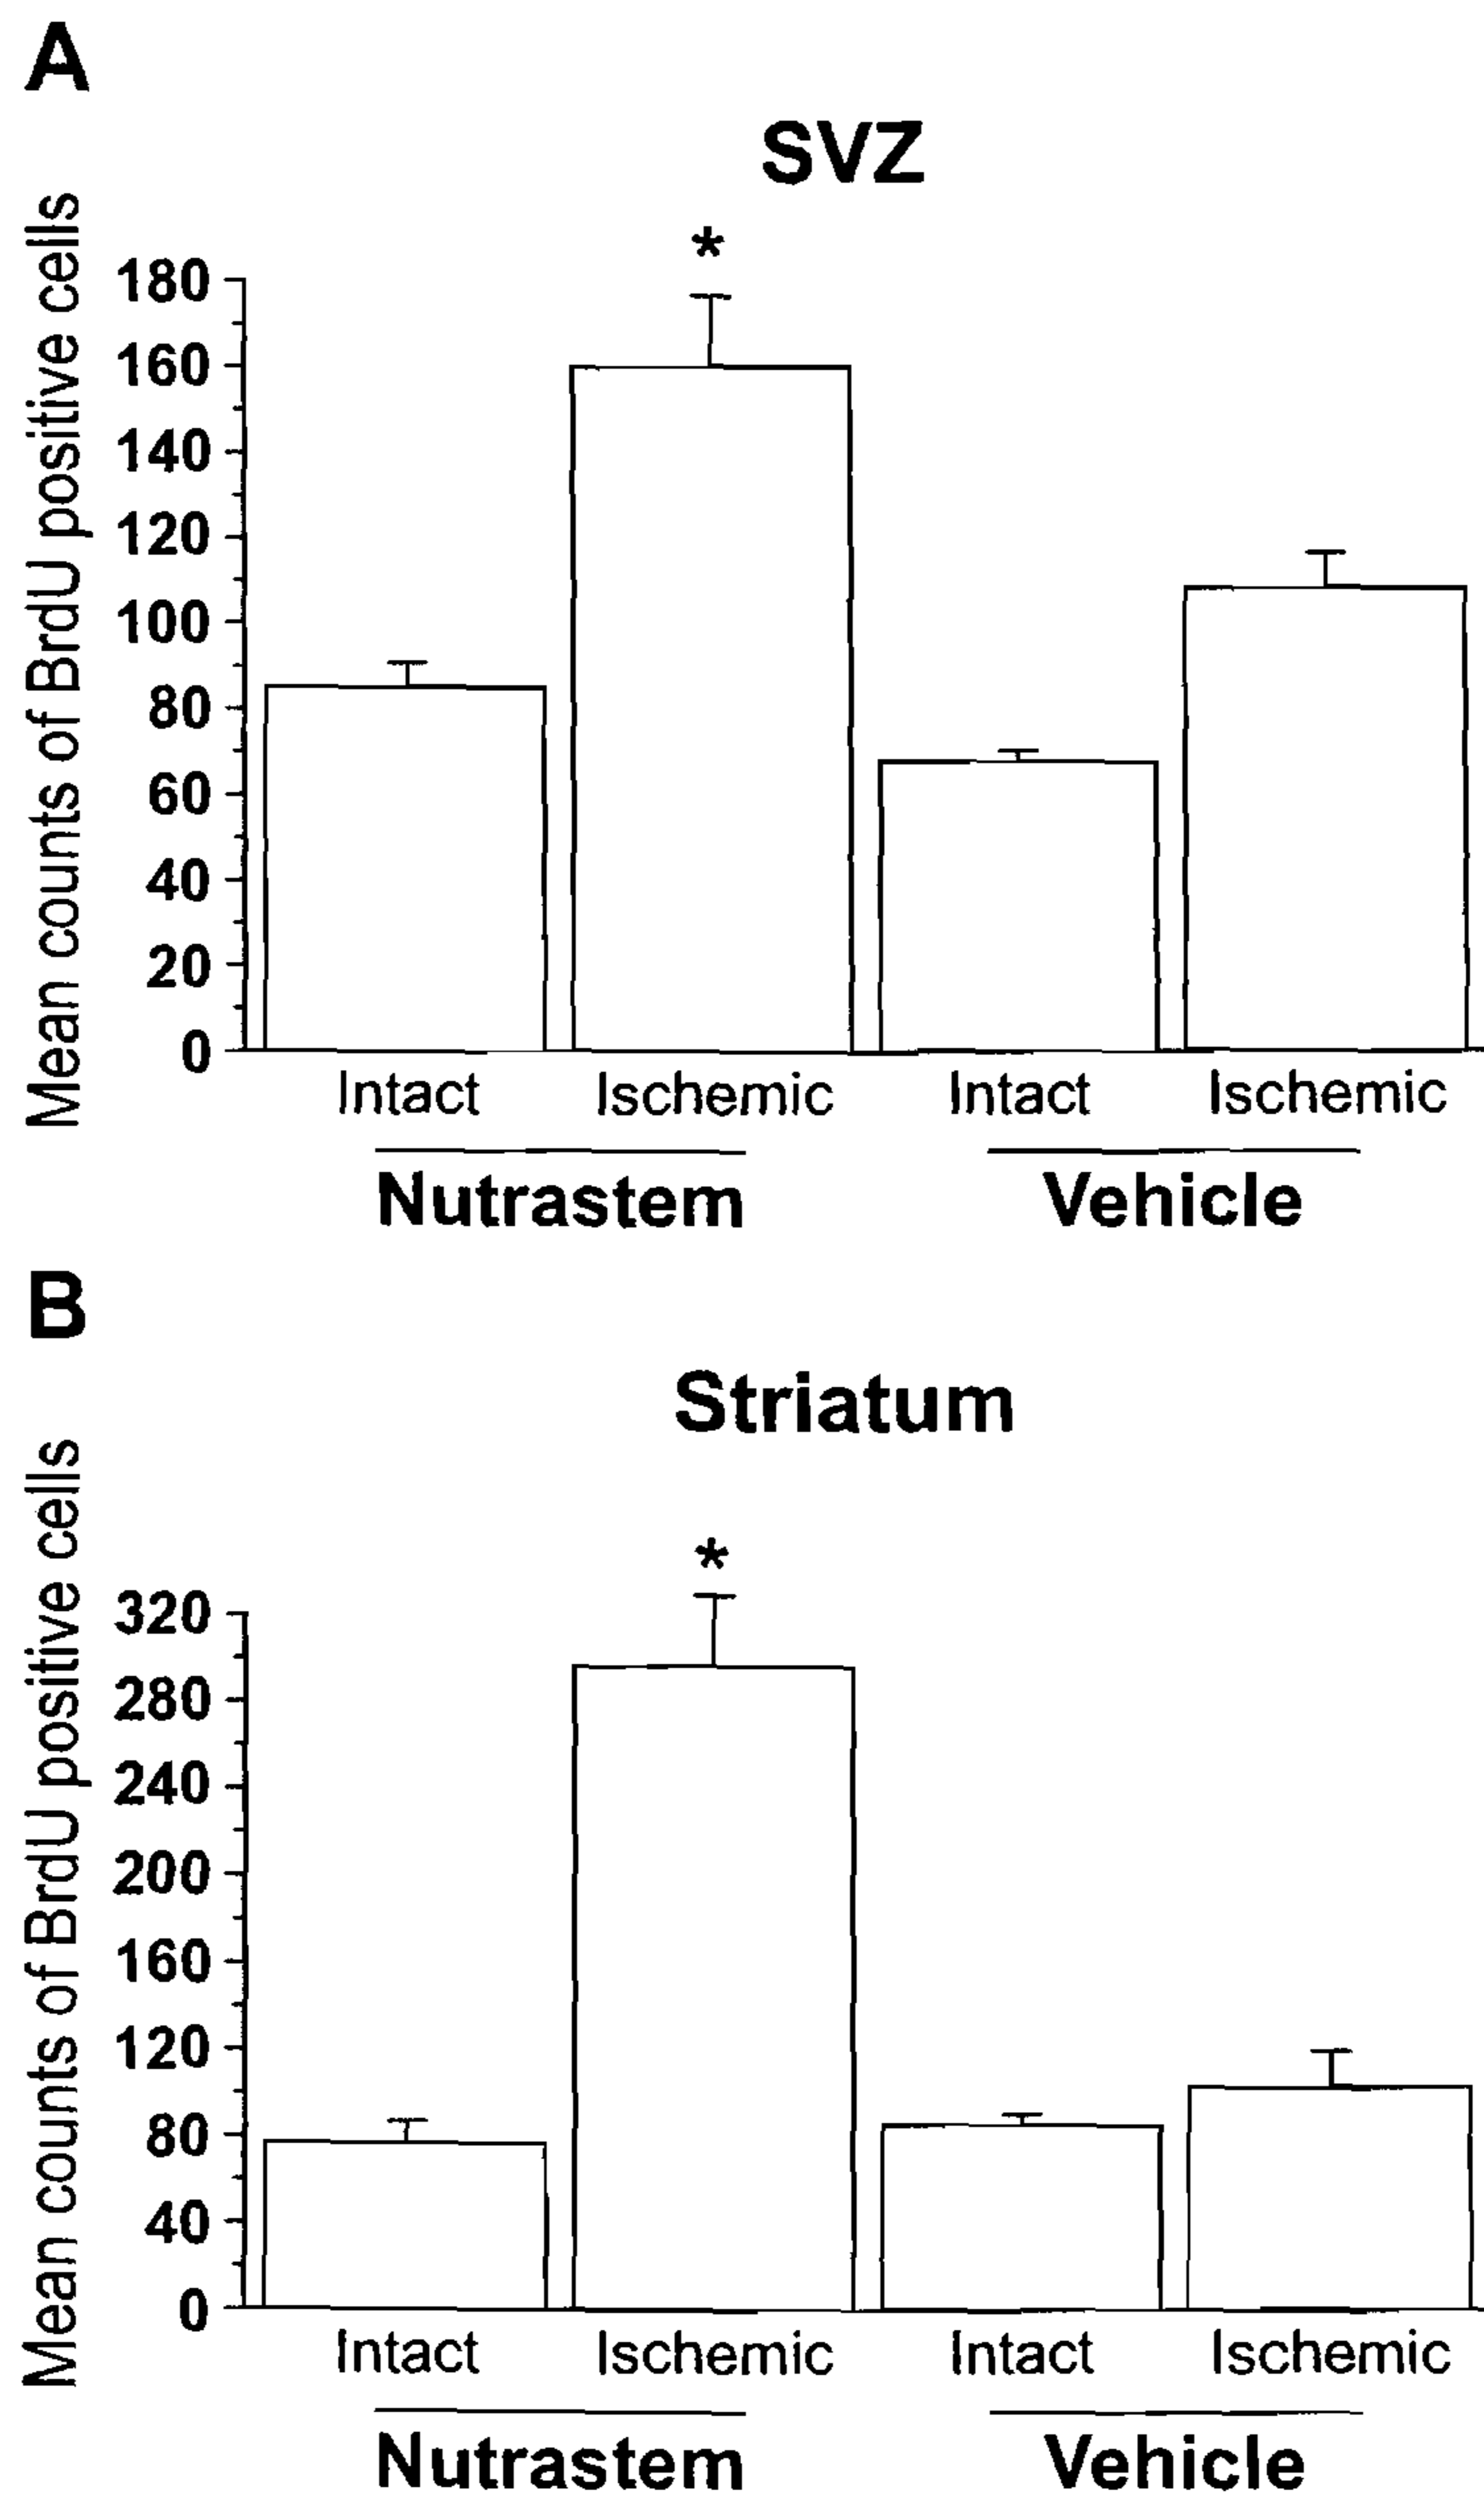 A
SVZ
Mean counts of BrdU positive cells
*
180
160
140
120
100
80
60
40
20
0
Intact Ischemic Intact Ischemic
Nutrastem Vehicle
B
Striatum
Mean counts of BrdU positive cells
*
320
280
240
200
160
120
80
40
0
Intact Ischemic Intact Ischemic
Nutrastem Vehicle